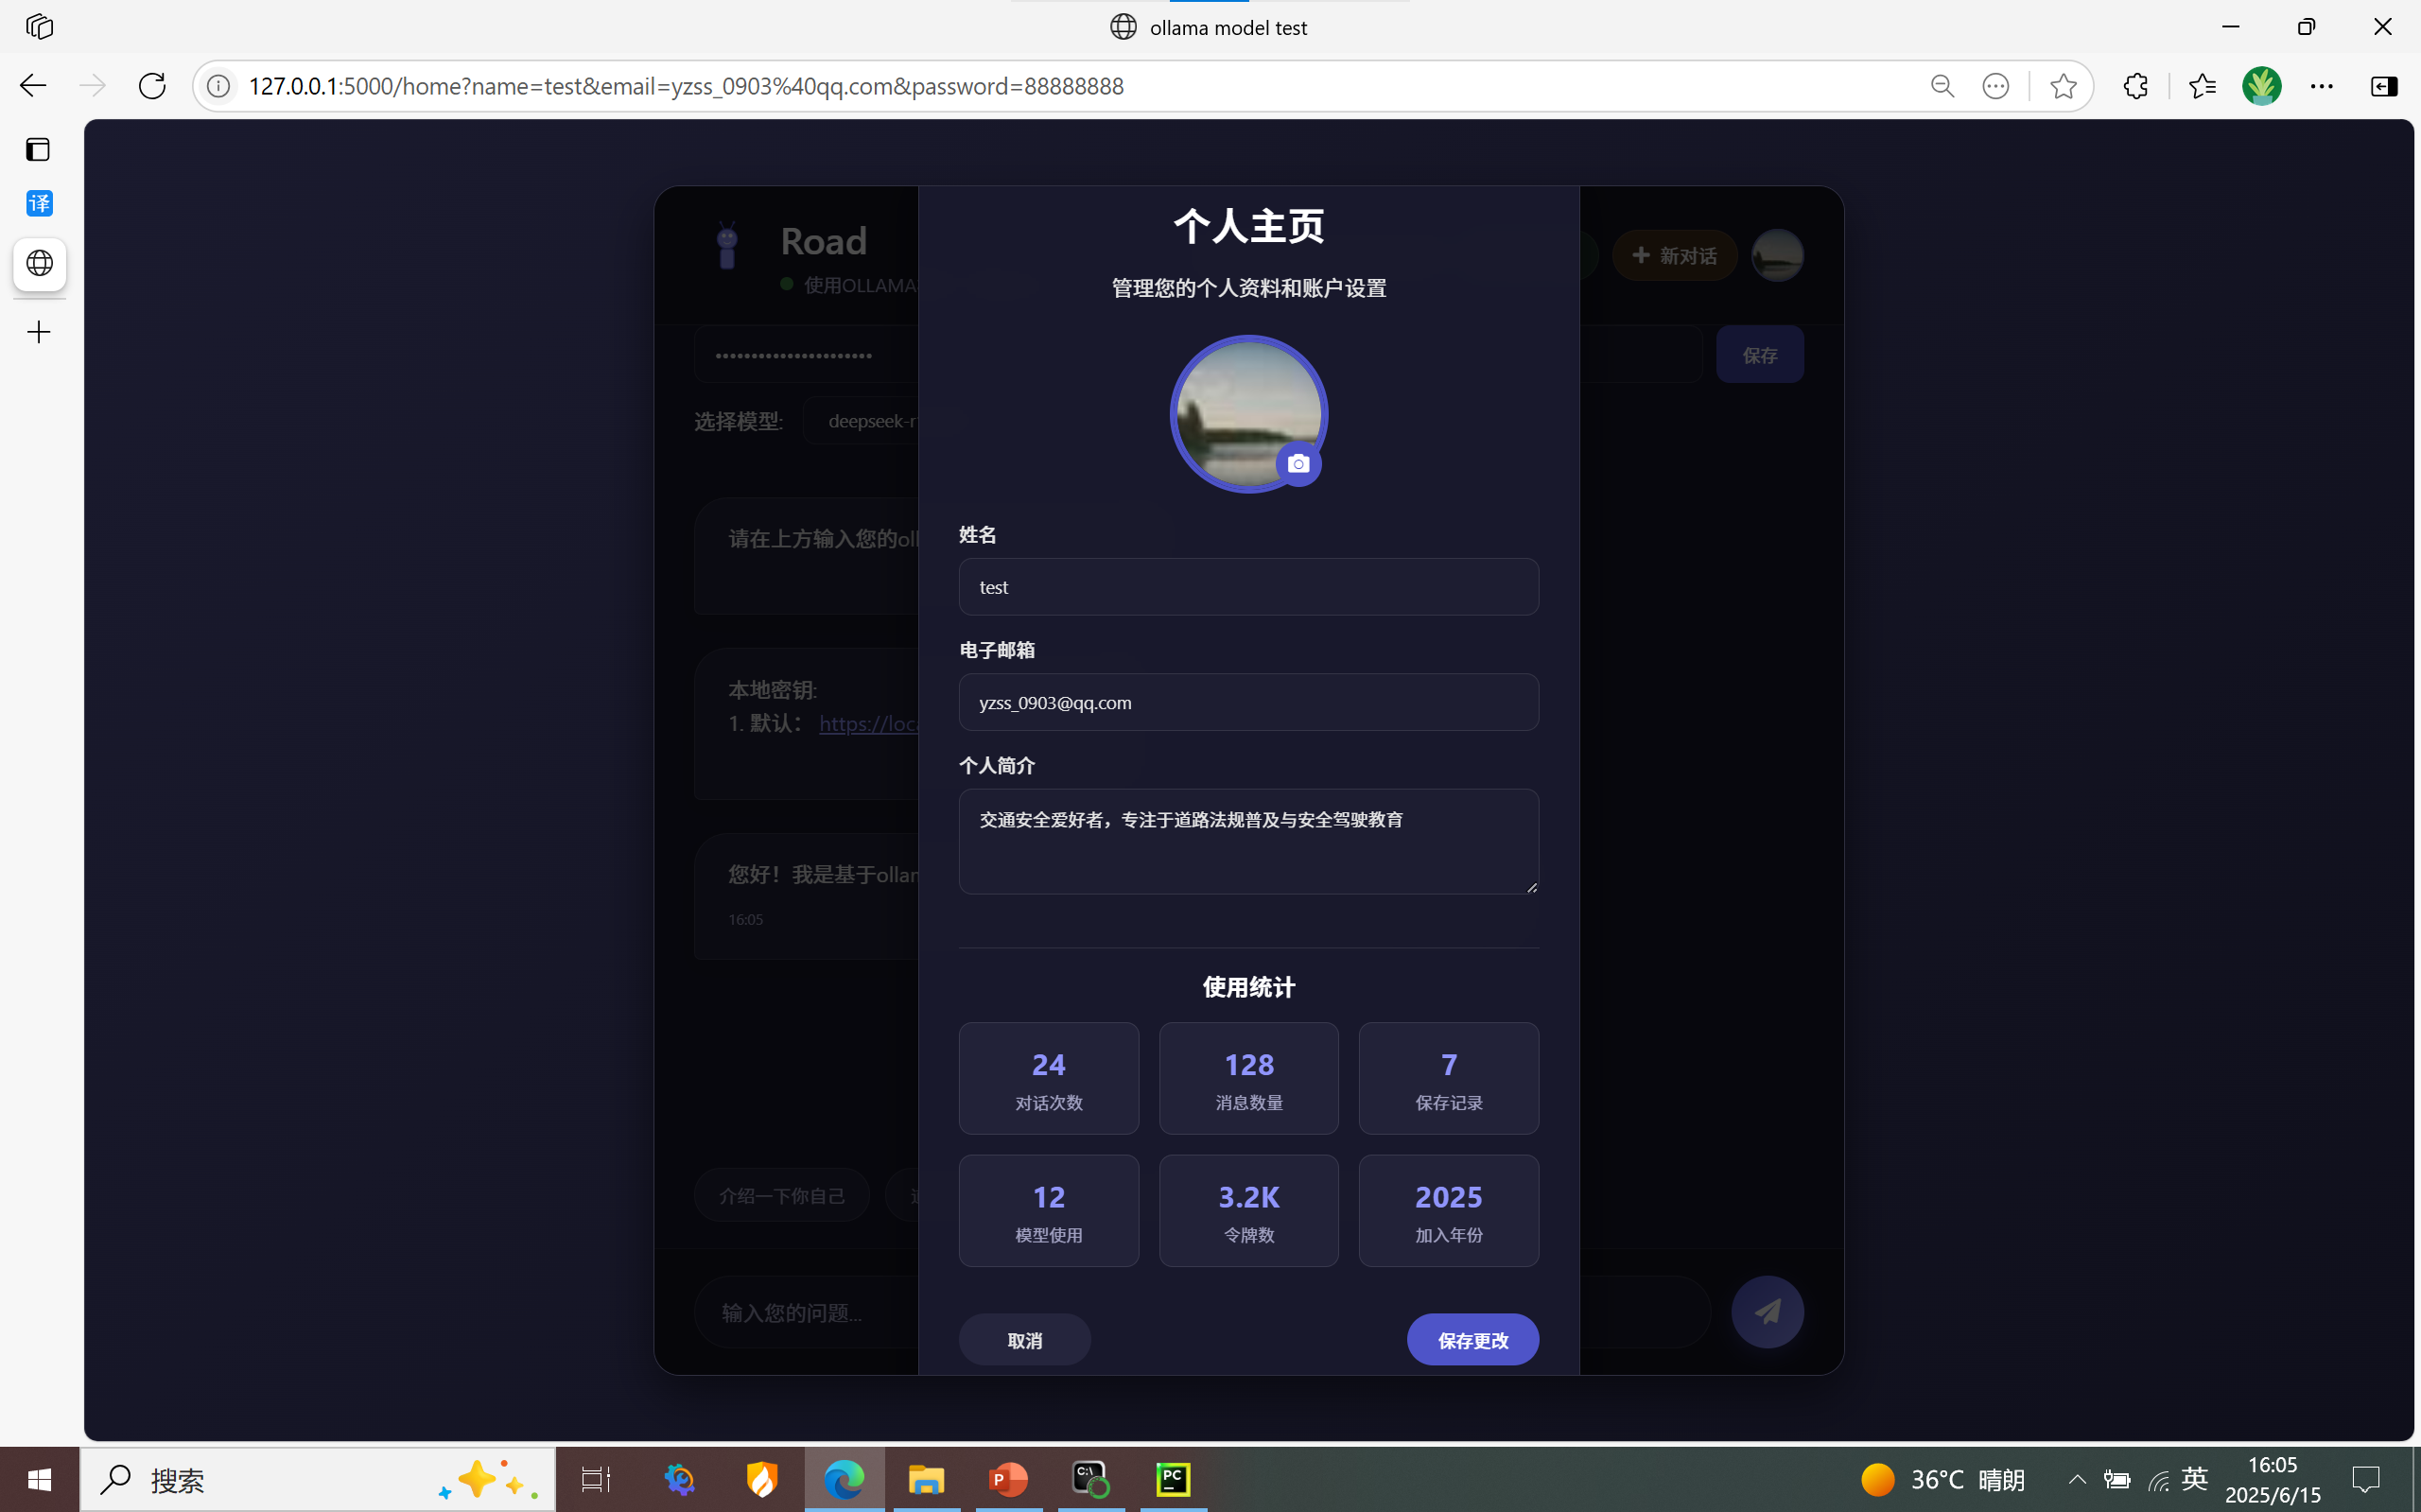 ollama model test
127.0.0.1:5000/home?name=test&email=yzss_0903%40qq.com&password=88888888
译
Road
使用OLLAMA
新对话
个人主页
管理您的个人资料和账户设置
保存
选择模型:
deepseek-r
请在上方输入您的oll
姓名
test
电子邮箱
yzss_0903@qq.com
本地密钥:
1. 默认: https://loc
个人简介
交通安全爱好者，专注于道路法规普及与安全驾驶教育
您好！我是基于ollam
16:05
使用统计
24
对话次数
128
消息数量
7
保存记录
12
模型使用
3.2K
令牌数
2025
加入年份
介绍一下你自己
输入您的问题...
取消
保存更改
搜索
P
C:\
PC
36°C 晴朗
英
16:05
2025/6/15